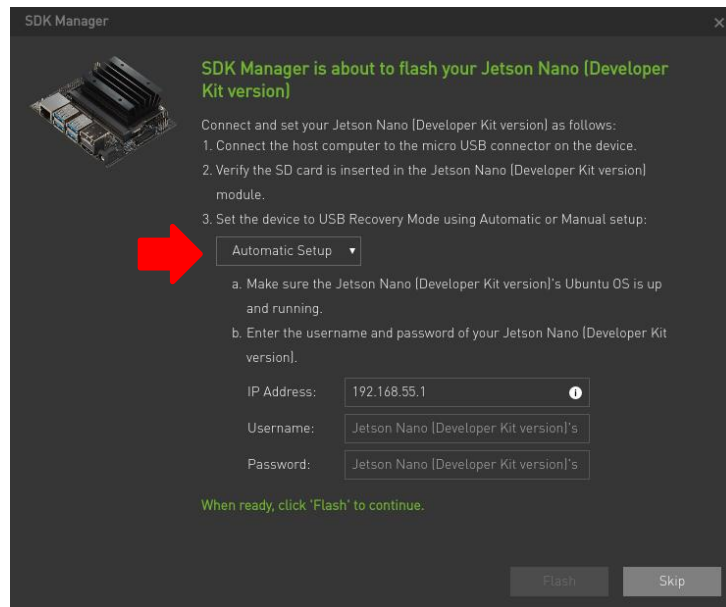 SDK Manager
×
SDK Manager is about to flash your Jetson Nano (Developer
Kit version)
Connect and set your Jetson Nano (Developer Kit version) as follows:
1. Connect the host computer to the micro USB connector on the device.
2. Verify the SD card is inserted in the Jetson Nano (Developer Kit version)
module.
3. Set the device to USB Recovery Mode using Automatic or Manual setup:
Automatic Setup ▼
a. Make sure the Jetson Nano (Developer Kit version)'s Ubuntu OS is up
and running.
b. Enter the username and password of your Jetson Nano (Developer Kit
version).
IP Address: 192.168.55.1
Username: Jetson Nano (Developer Kit version)'s
Password: Jetson Nano (Developer Kit version)'s
When ready, click 'Flash' to continue.
Flash Skip